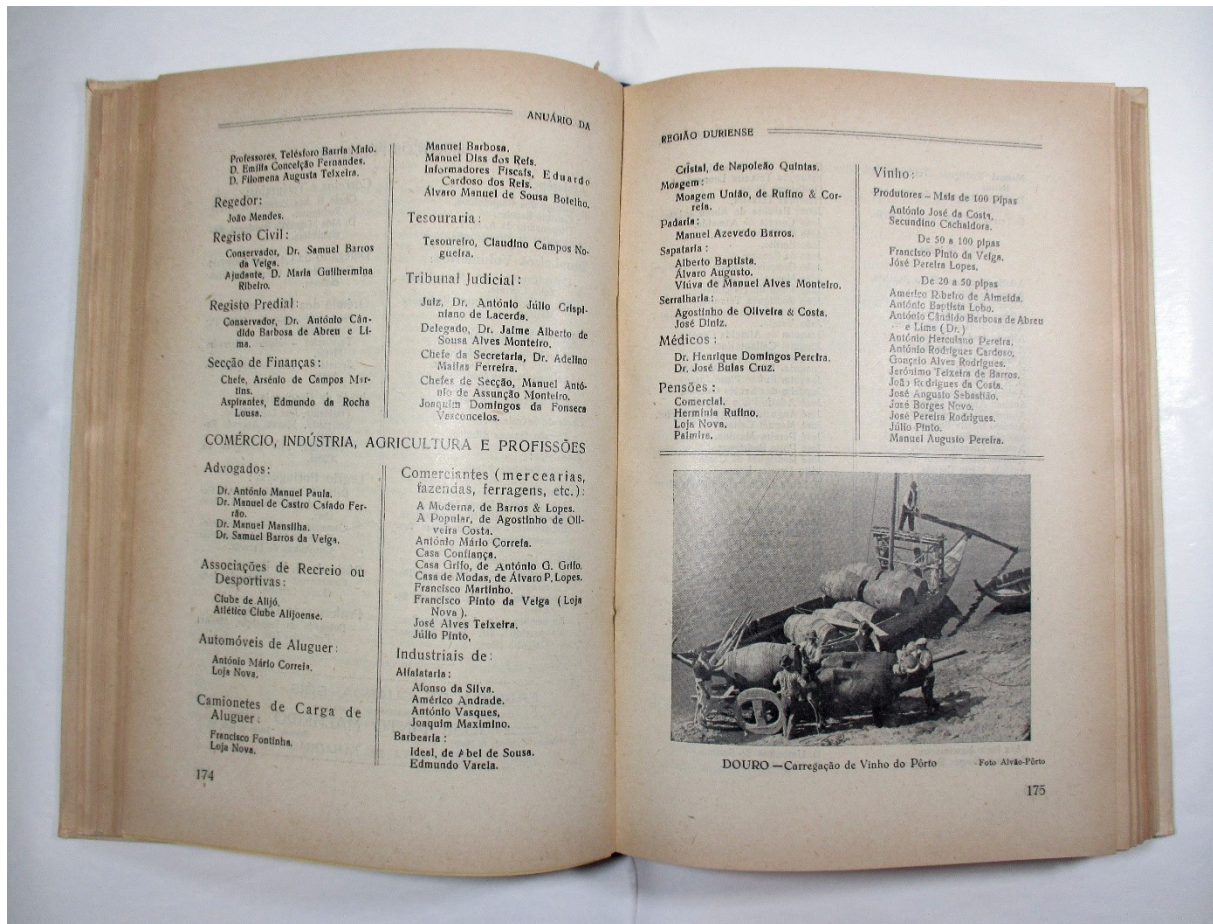 ANUÁRIO DA
Professores, Telésforo Barría Malo.
D. Emília Conceição Fernandes.
D. Filomena Augusta Teixeira.
Regedor:
João Mendes.
Registo Civil:
Conservador, Dr. Samuel Barros
da Veiga.
Ajudante, D. Maria Guilhermina
Ribeiro.
Registo Predial:
Conservador, Dr. António Cân-
dido Barbosa de Abreu e Li-
ma.
Secção de Finanças:
Chefe, Arsénio de Campos Mar-
tins.
Aspirantes, Edmundo da Rocha
Lousa.
Manuel Barbosa.
Manuel Dias dos Reis.
Informadores Fiscais, Eduardo
Cardoso dos Reis.
Álvaro Manuel de Sousa Botelho.
Tesouraria:
Tesoureiro, Claudino Campos No-
gueira.
Tribunal Judicial:
Juiz, Dr. António Júlio Crispi-
niano de Lacerda.
Delegado, Dr. Jaime Alberto de
Sousa Alves Monteiro.
Chefe da Secretaria, Dr. Adelino
Matias Ferreira.
Chefes de Secção, Manuel Antó-
nio de Assunção Monteiro.
Joaquim Domingos da Fonseca
Vasconcelos.
COMÉRCIO, INDÚSTRIA, AGRICULTURA E PROFISSÕES
Advogados:
Dr. António Manuel Paula.
Dr. Manuel de Castro Caiado Fer-
rão.
Dr. Manuel Mansilha.
Dr. Samuel Barros da Veiga.
Associações de Recreio ou
Desportivas:
Clube de Alijó.
Atlético Clube Alijoense.
Automóveis de Aluguer:
António Mário Correia.
Loja Nova.
Camionetes de Carga de
Aluguer:
Francisco Fontinha.
Loja Nova.
Comerciantes (mercearias,
fazendas, ferragens, etc.):
A Moderna, de Barros & Lopes.
A Popular, de Agostinho de Oli-
veira Costa.
António Mário Correia.
Casa Confiança.
Casa Grifo, de António G. Grifo.
Casa de Modas, de Álvaro P. Lopes.
Francisco Martinho.
Francisco Pinto da Veiga (Loja
Nova).
José Alves Teixeira.
Júlio Pinto,
Industriais de:
Alfaiataria:
Afonso da Silva.
Américo Andrade.
António Vasques,
Joaquim Maximino.
Barbearia:
Ideal, de Abel de Sousa.
Edmundo Varela.
174
REGIÃO DURIENSE
Cristal, de Napoleão Quintas.
Moagem:
Moagem União, de Rufino & Cor-
reia.
Padaria:
Manuel Azevedo Barros.
Sapataria:
Alberto Baptista.
Álvaro Augusto.
Viúva de Manuel Alves Monteiro.
Serralharia:
Agostinho de Oliveira & Costa.
José Diniz.
Médicos:
Dr. Henrique Domingos Pereira.
Dr. José Bulas Cruz.
Pensões:
Comercial.
Hermínia Rufino.
Loja Nova.
Palmira.
Vinho:
Produtores — Mais de 100 Pipas
António José da Costa.
Secundino Cachaldora.
De 50 a 100 pipas
Francisco Pinto da Veiga.
José Pereira Lopes.
De 20 a 50 pipas
Américo Ribeiro de Almeida.
António Baptista Lobo.
António Cândido Barbosa de Abreu
e Lima (Dr.)
António Herculano Pereira.
António Rodrigues Cardoso.
Gonçalo Alves Rodrigues.
Jerónimo Teixeira de Barros.
João Rodrigues da Costa.
José Augusto Sebastião.
José Borges Novo.
José Pereira Rodrigues.
Júlio Pinto.
Manuel Augusto Pereira.
DOURO — Carregação de Vinho do Pôrto
Foto Alvão-Pôrto
175